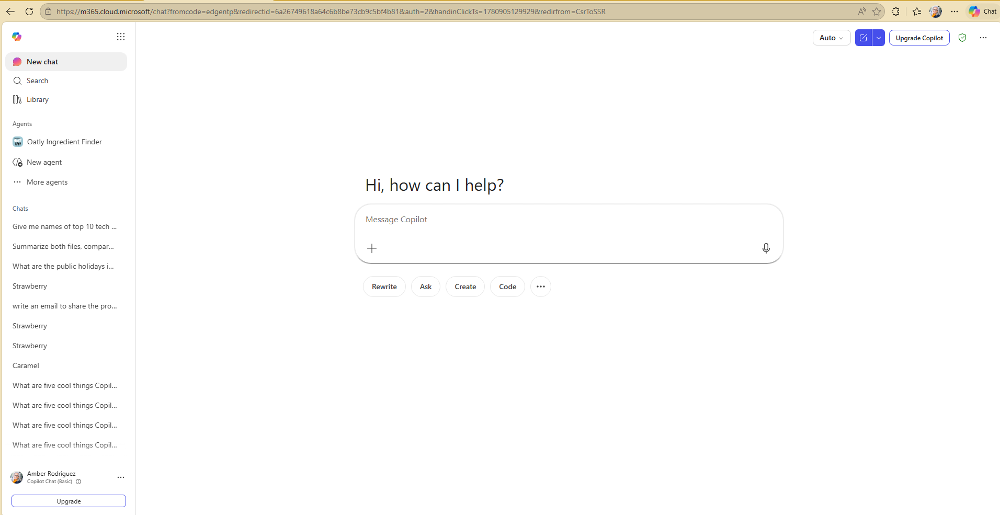 https://m365.cloud.microsoft/chat?fromcode=edgentp&redirectid=6a26749618a64c6b8be73cb9c5bf4b81&auth=2&handinClickTs=1780905129929&redirfrom=CsrToSSR
Chat
Auto
Upgrade Copilot
New chat
Search
Library
Agents
LYF
Oatly Ingredient Finder
New agent
More agents
Chats
Give me names of top 10 tech ...
Summarize both files, compar...
What are the public holidays i...
Strawberry
write an email to share the pro...
Strawberry
Strawberry
Caramel
What are five cool things Copil...
What are five cool things Copil...
What are five cool things Copil...
What are five cool things Copil...
Amber Rodriguez
Copilot Chat (Basic)
Upgrade
Hi, how can I help?
Message Copilot
Rewrite
Ask
Create
Code